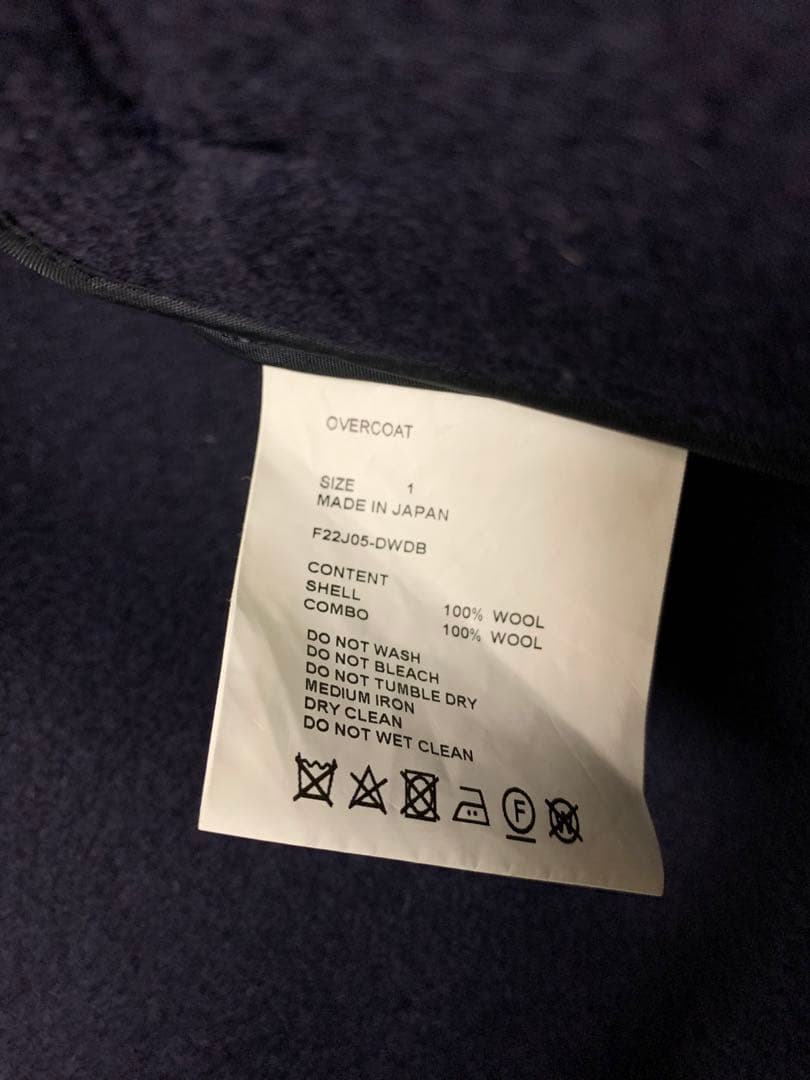 OVERCOAT
SIZE 1
MADE IN JAPAN
F22J05-DWDB
CONTENT
SHELL 100% WOOL
COMBO 100% WOOL
DO NOT WASH
DO NOT BLEACH
DO NOT TUMBLE DRY
MEDIUM IRON
DRY CLEAN
DO NOT WET CLEAN
F W